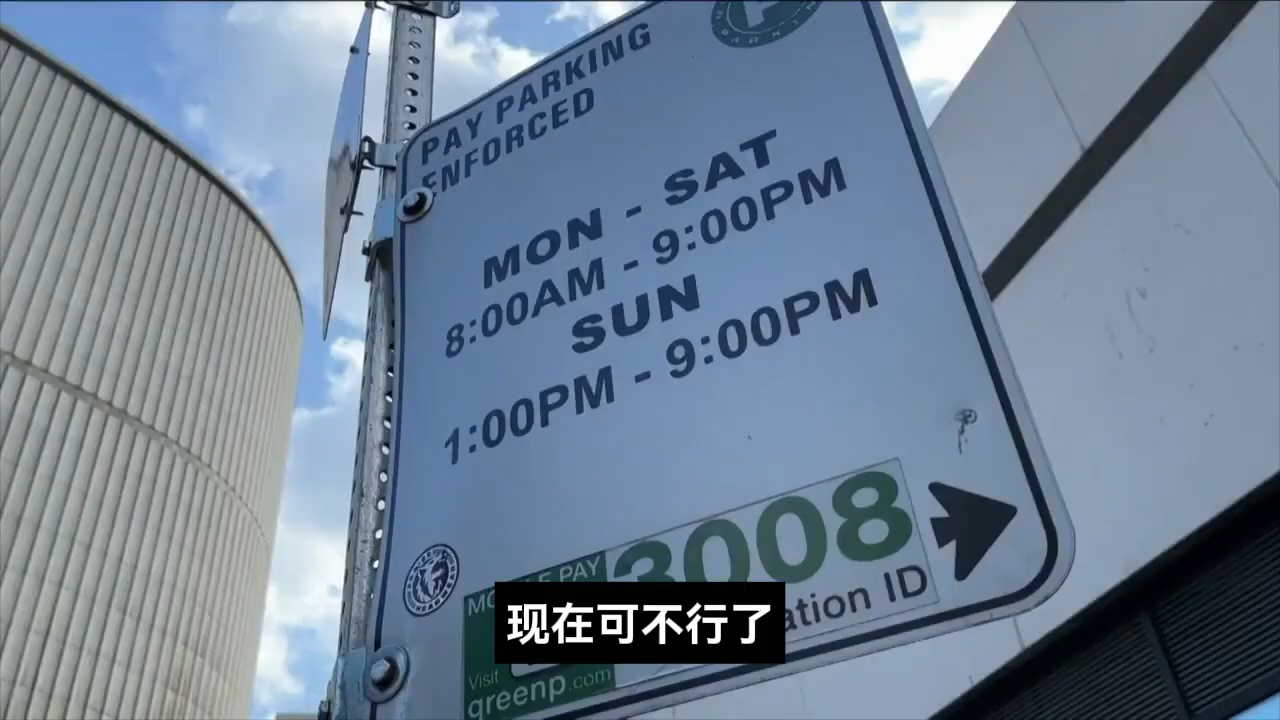 PAY PARKING
ENFORCED
MON - SAT
8:00AM - 9:00PM
SUN
1:00PM - 9:00PM
PAY
3008
ID
Visit
greenp.com
现在可不行了